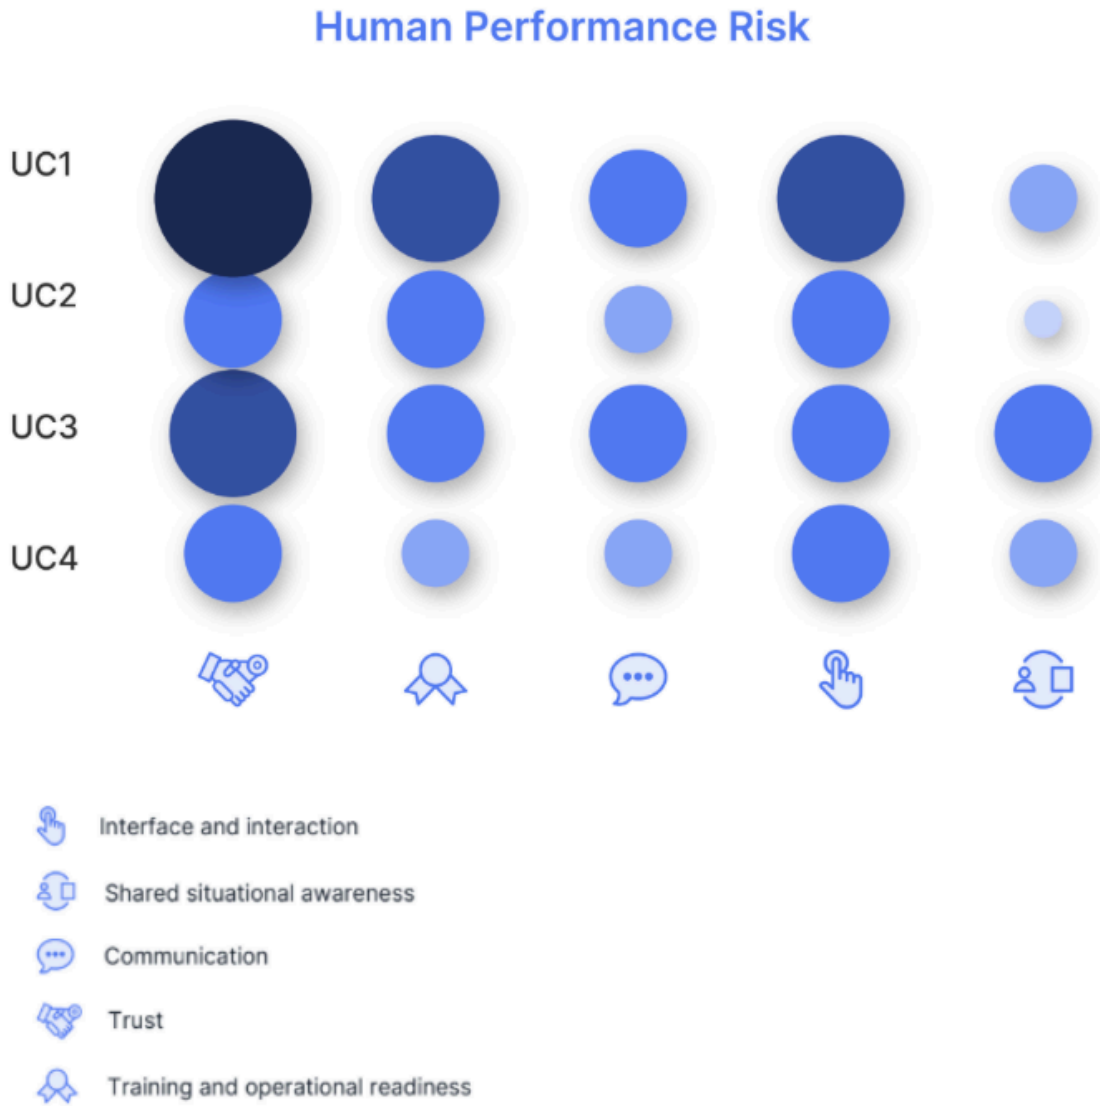 Human Performance Risk
UC1
UC2
UC3
UC4
Interface and interaction
Shared situational awareness
Communication
Trust
Training and operational readiness